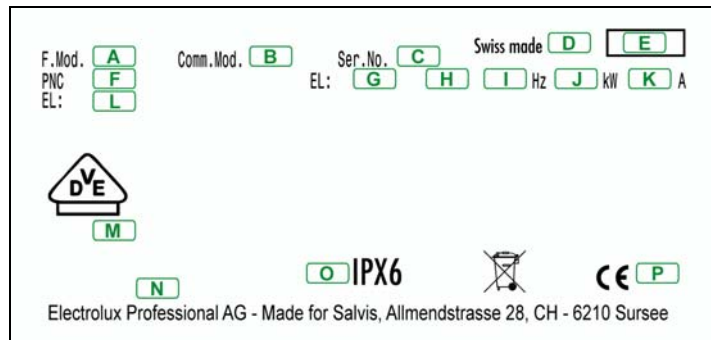 Swiss made D E
F.Mod. A Comm.Mod. B Ser.No. C
PNC F EL: G H I Hz J kW K A
EL: L
DVE
M
O IPX6 CE P
N
Electrolux Professional AG - Made for Salvis, Allmendstrasse 28, CH - 6210 Sursee